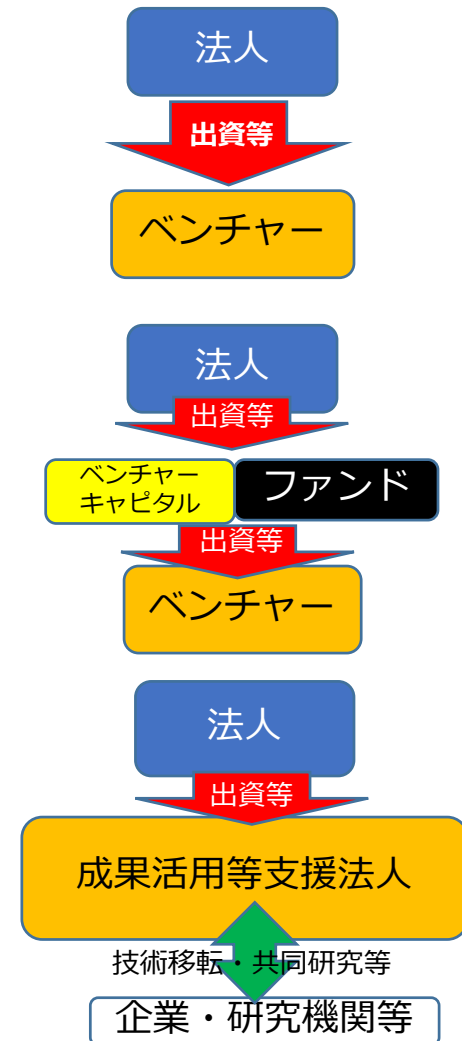 法人
出資等
ベンチャー
法人
出資等
ベンチャー
キャピタル
ファンド
出資等
ベンチャー
法人
出資等
成果活用等支援法人
技術移転・共同研究等
企業・研究機関等